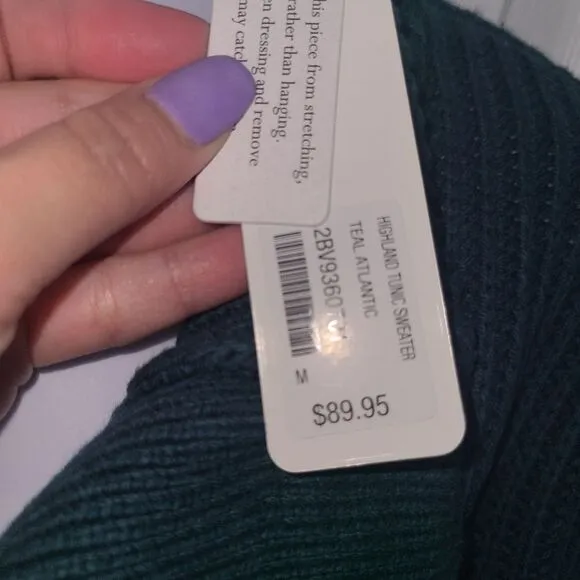 his piece from stretching,
rather than hanging.
en dressing and remove
may catch
HIGHLAND TUNIC SWEATER
TEAL ATLANTIC
M
$89.95